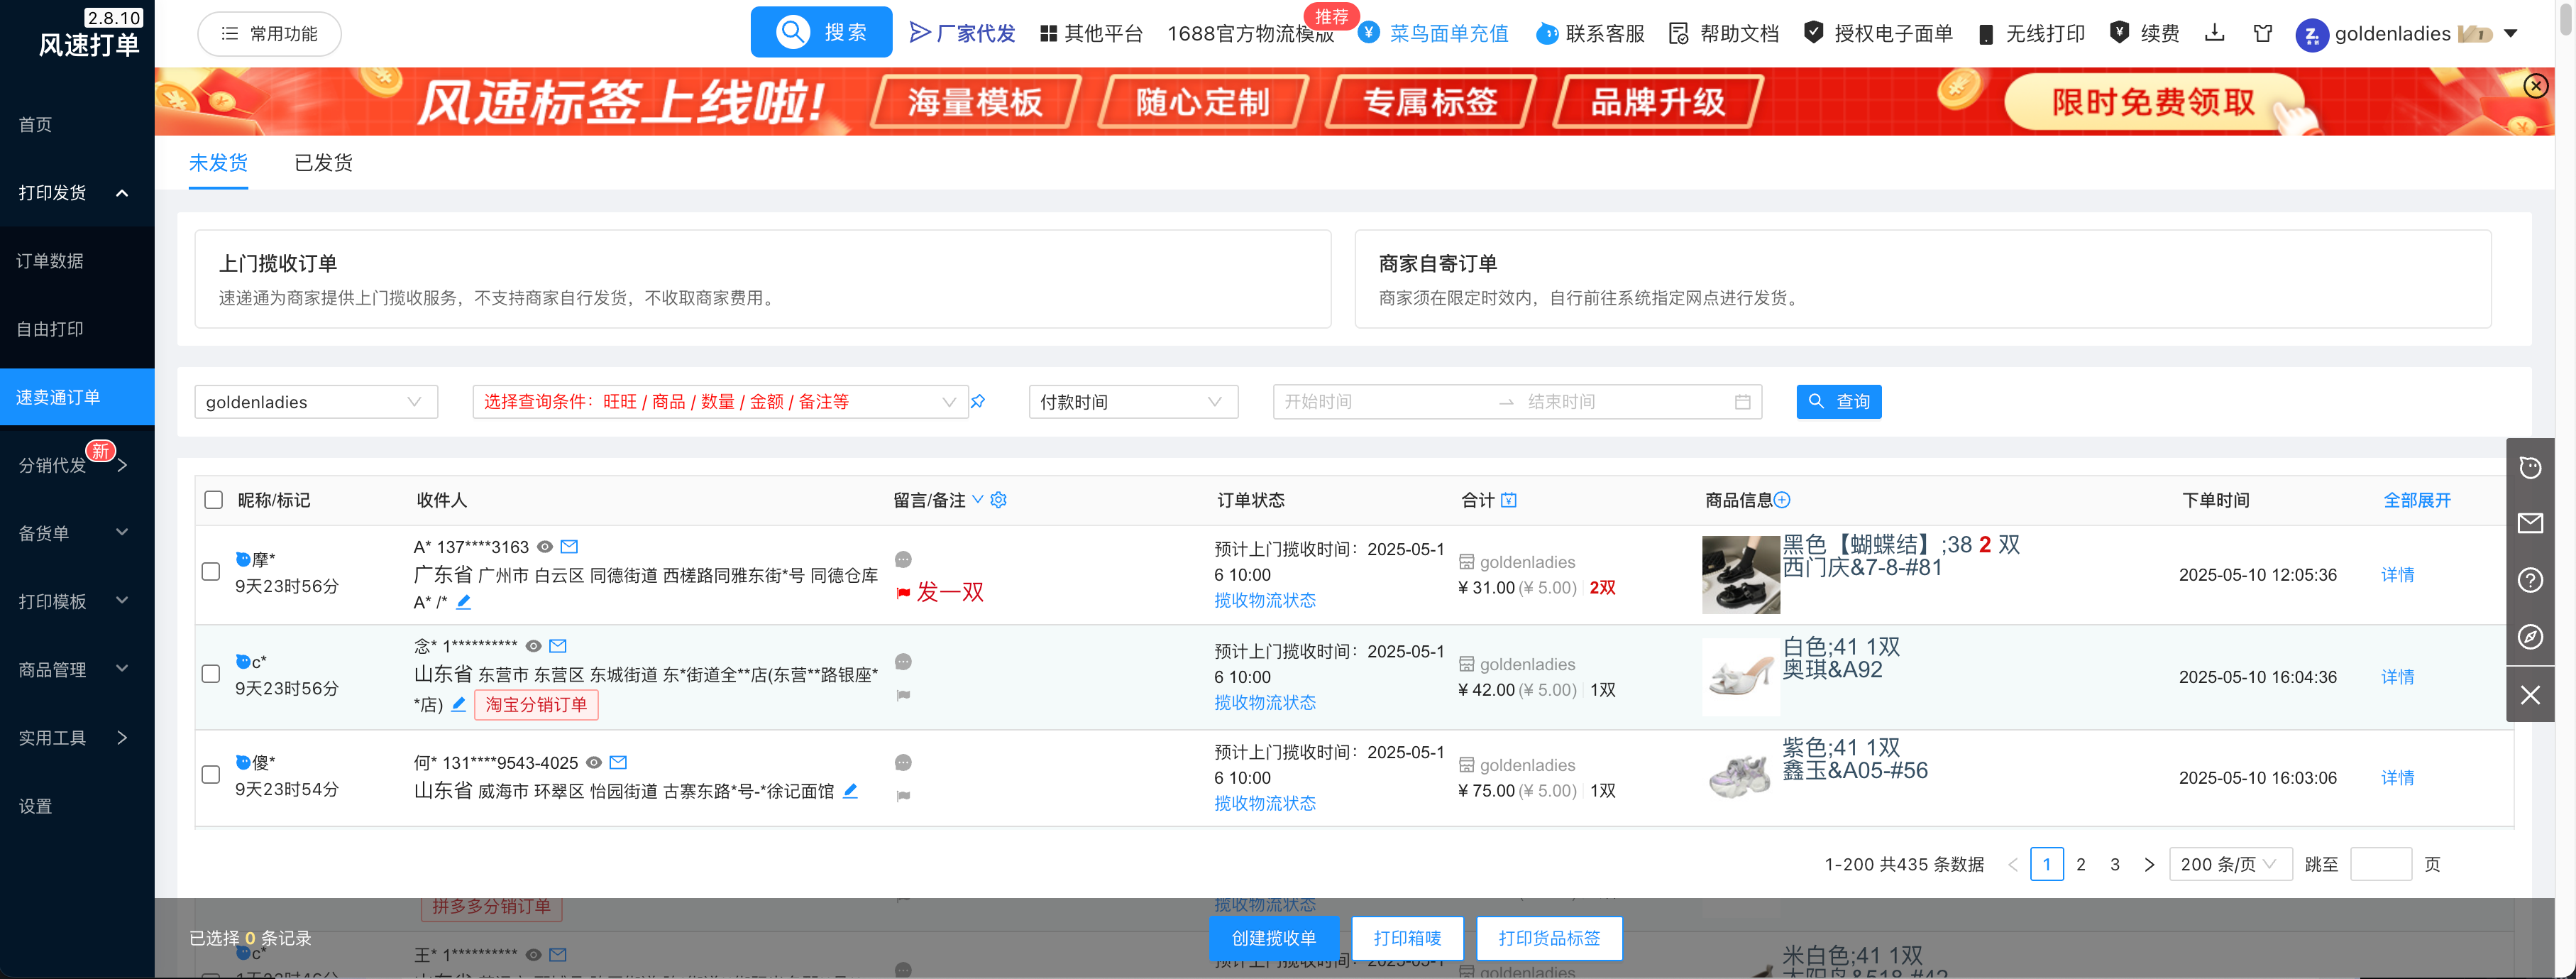 2.8.10
风速打单
常用功能
搜索
厂家代发
其他平台
1688官方物流模版
推荐
菜鸟面单充值
联系客服
帮助文档
授权电子面单
无线打印
续费
goldenladies
首页
打印发货
订单数据
自由打印
速卖通订单
分销代发
新
备货单
打印模板
商品管理
实用工具
设置
风速标签上线啦!
海量模板
随心定制
专属标签
品牌升级
限时免费领取
未发货
已发货
上门揽收订单
速递通为商家提供上门揽收服务，不支持商家自行发货，不收取商家费用。
商家自寄订单
商家须在限定时效内，自行前往系统指定网点进行发货。
goldenladies
选择查询条件：旺旺 / 商品 / 数量 / 金额 / 备注等
付款时间
开始时间
结束时间
查询
昵称/标记
收件人
留言/备注
订单状态
合计
商品信息
下单时间
全部展开
摩*
9天23时56分
A* 137****3163
广东省 广州市 白云区 同德街道 西槎路同雅东街*号 同德仓库
A* /*
发一双
预计上门揽收时间：2025-05-1
6 10:00
揽收物流状态
goldenladies
¥ 31.00 (¥ 5.00) 2双
黑色【蝴蝶结】;38 2 双
西门庆&7-8-#81
2025-05-10 12:05:36
详情
c*
9天23时56分
念* 1**********
山东省 东营市 东营区 东城街道 东*街道全**店(东营**路银座*
*店)
淘宝分销订单
预计上门揽收时间：2025-05-1
6 10:00
揽收物流状态
goldenladies
¥ 42.00 (¥ 5.00) 1双
白色;41 1双
奥琪&A92
2025-05-10 16:04:36
详情
傻*
9天23时54分
何* 131****9543-4025
山东省 威海市 环翠区 怡园街道 古寨东路*号-*徐记面馆
预计上门揽收时间：2025-05-1
6 10:00
揽收物流状态
goldenladies
¥ 75.00 (¥ 5.00) 1双
紫色;41 1双
鑫玉&A05-#56
2025-05-10 16:03:06
详情
1-200 共435 条数据
1
2
3
200 条/页
跳至
页
拼多多分销订单
揽收物流状态
已选择 0 条记录
创建揽收单
打印箱唛
打印货品标签
c*
王* 1**********
goldenladies
米白色;41 1双